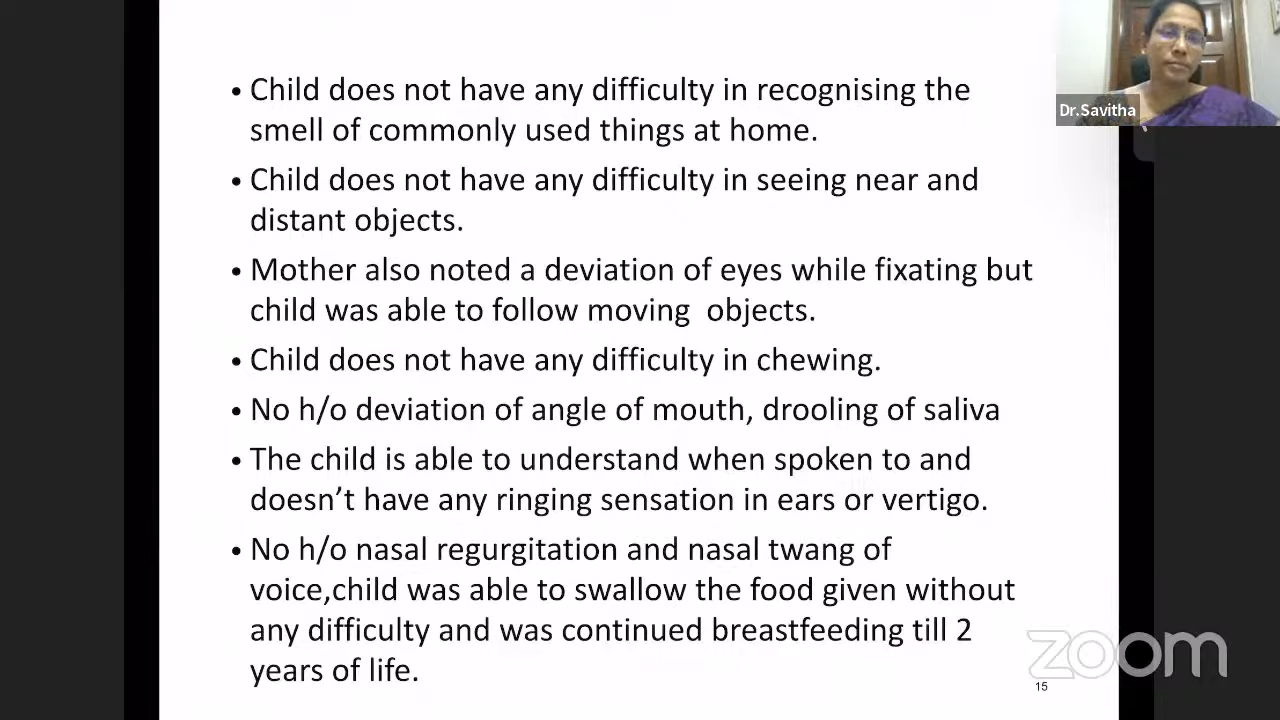 Dr.Savitha
• Child does not have any difficulty in recognising the
smell of commonly used things at home.
• Child does not have any difficulty in seeing near and
distant objects.
• Mother also noted a deviation of eyes while fixating but
child was able to follow moving  objects.
• Child does not have any difficulty in chewing.
• No h/o deviation of angle of mouth, drooling of saliva
• The child is able to understand when spoken to and
doesn’t have any ringing sensation in ears or vertigo.
• No h/o nasal regurgitation and nasal twang of
voice,child was able to swallow the food given without
any difficulty and was continued breastfeeding till 2
years of life.
zoom
15